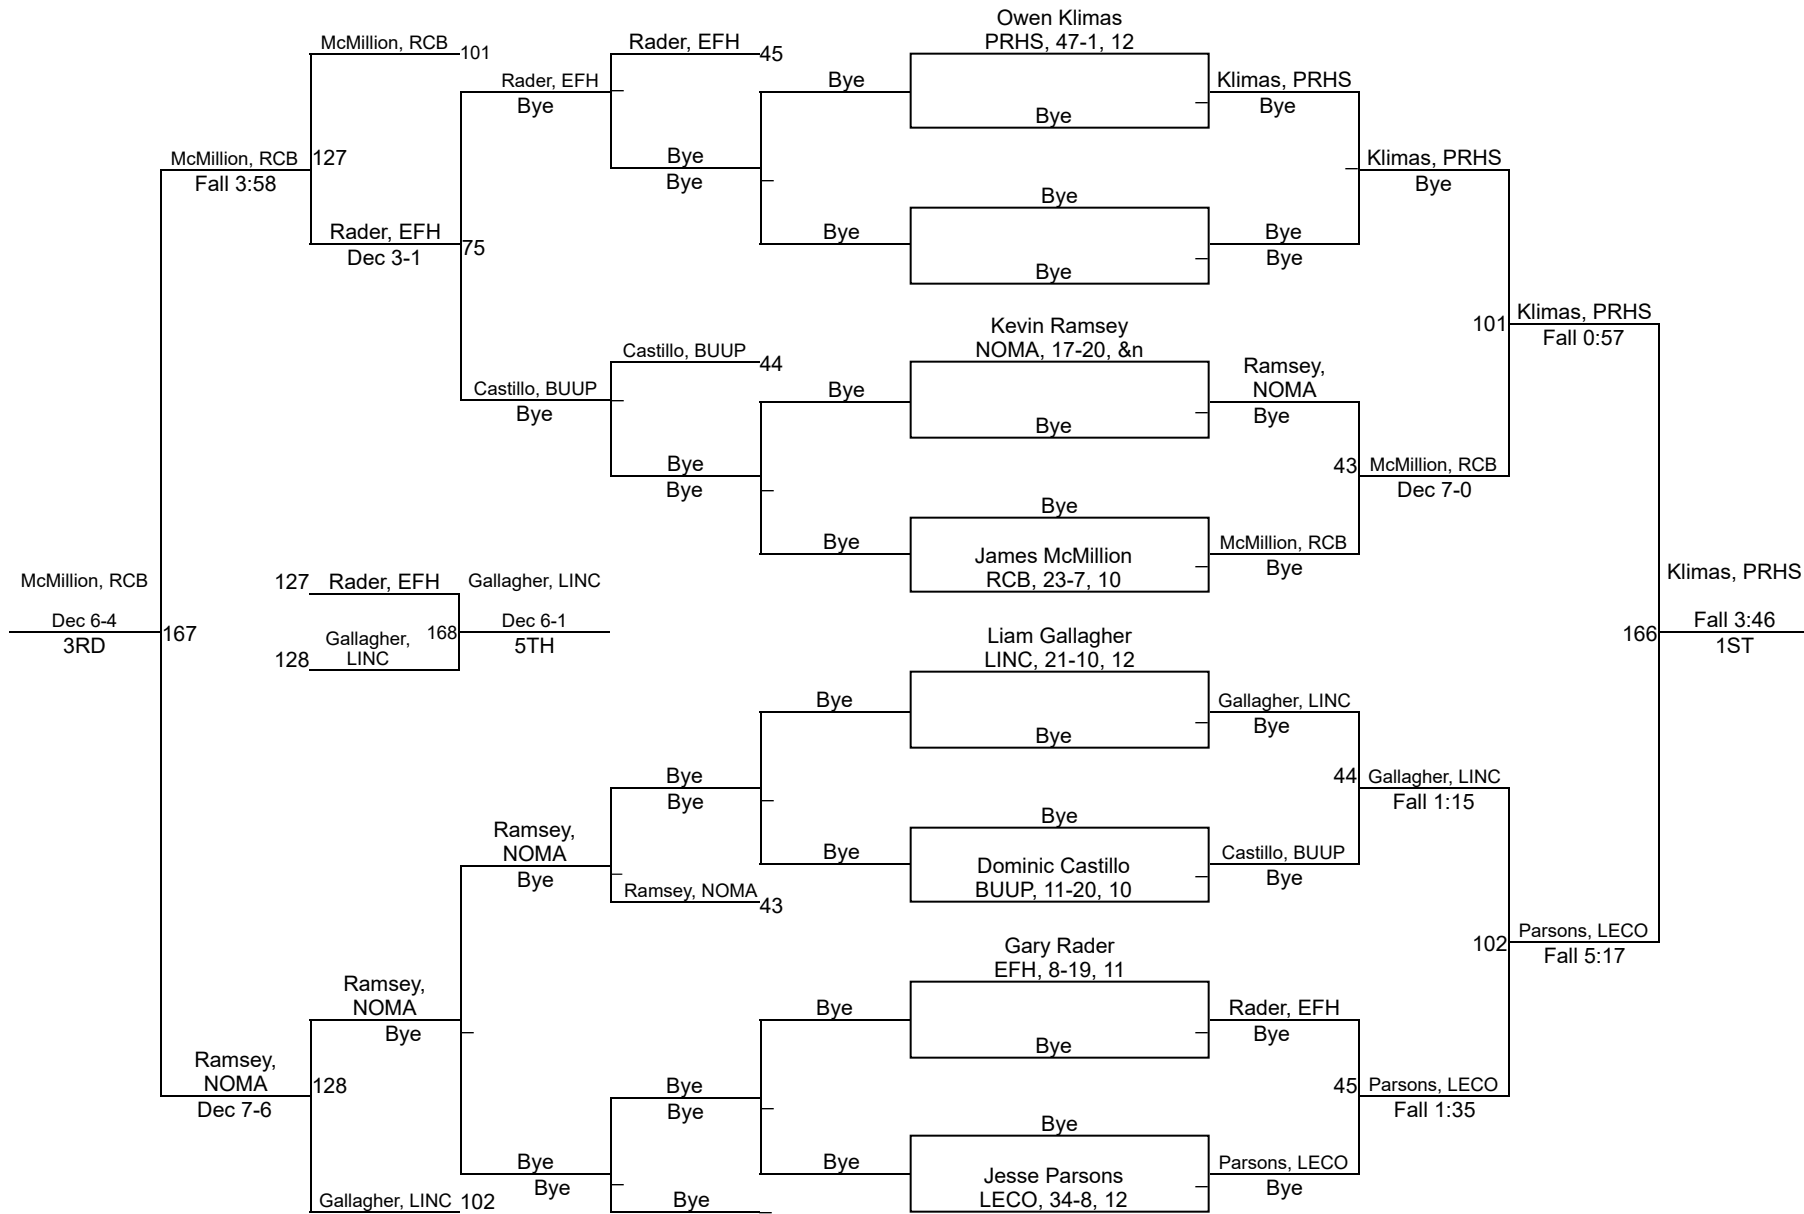 Owen Klimas
PRHS, 47-1, 12
McMillion, RCB
101
Rader, EFH
45
Rader, EFH
Bye
Bye
Bye
Klimas, PRHS
Bye
McMillion, RCB
127
Fall 3:58
Bye
Bye
Klimas, PRHS
Bye
Rader, EFH
75
Dec 3-1
Bye
Bye
Bye
Bye
Bye
Klimas, PRHS
101
Fall 0:57
Kevin Ramsey
NOMA, 17-20, &n
Castillo, BUUP
44
Castillo, BUUP
Bye
Bye
Bye
Ramsey,
NOMA
Bye
Bye
Bye
43
McMillion, RCB
Dec 7-0
Bye
Bye
James McMillion
RCB, 23-7, 10
McMillion, RCB
Bye
McMillion, RCB
Dec 6-4
3RD
167
127
Rader, EFH
Gallagher, LINC
128
Gallagher,
LINC
168
Dec 6-1
5TH
Klimas, PRHS
166
Fall 3:46
1ST
Liam Gallagher
LINC, 21-10, 12
Bye
Bye
Gallagher, LINC
Bye
Bye
Bye
44
Gallagher, LINC
Fall 1:15
Ramsey,
NOMA
Bye
Bye
Bye
Dominic Castillo
BUUP, 11-20, 10
Castillo, BUUP
Bye
Ramsey, NOMA
43
Gary Rader
EFH, 8-19, 11
102
Parsons, LECO
Fall 5:17
Ramsey,
NOMA
Bye
Bye
Bye
Rader, EFH
Bye
Ramsey,
NOMA
128
Dec 7-6
Bye
Bye
45
Parsons, LECO
Fall 1:35
Bye
Bye
Bye
Bye
Jesse Parsons
LECO, 34-8, 12
Parsons, LECO
Bye
Gallagher, LINC
102
Bye